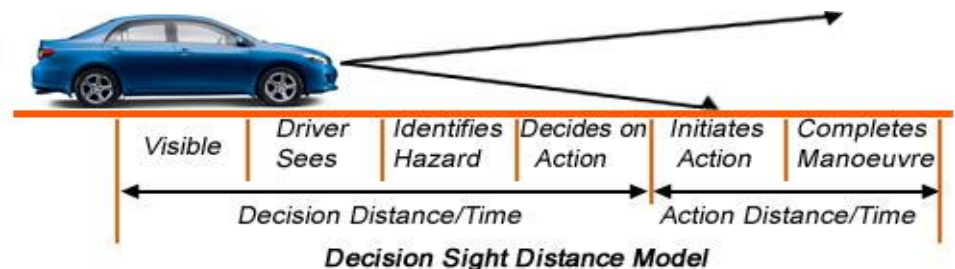 Visible
Driver
Sees
Identifies
Hazard
Decides on
Action
Initiates
Action
Completes
Manoeuvre
Decision Distance/Time
Action Distance/Time
Decision Sight Distance Model